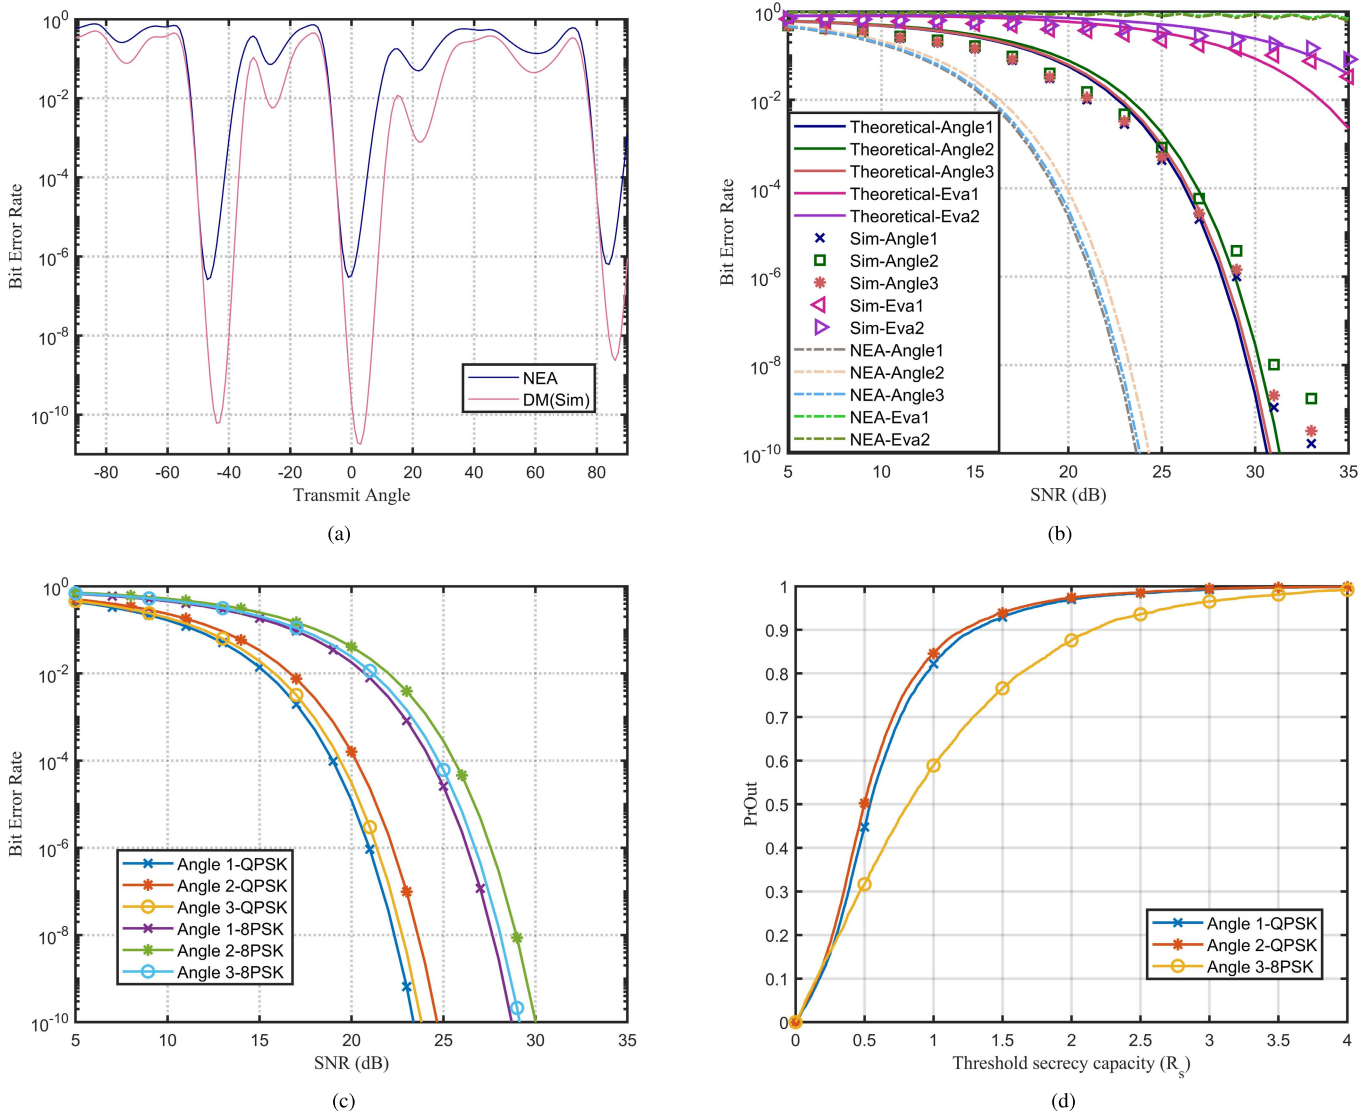 10^0
10^-2
10^-4
10^-6
10^-8
10^-10
Bit Error Rate
-80 -60 -40 -20 0 20 40 60 80
Transmit Angle
NEA
DM(Sim)
(a)
10^0
10^-2
10^-4
10^-6
10^-8
10^-10
Bit Error Rate
5 10 15 20 25 30 35
SNR (dB)
Theoretical-Angle1
Theoretical-Angle2
Theoretical-Angle3
Theoretical-Eva1
Theoretical-Eva2
Sim-Angle1
Sim-Angle2
Sim-Angle3
Sim-Eva1
Sim-Eva2
NEA-Angle1
NEA-Angle2
NEA-Angle3
NEA-Eva1
NEA-Eva2
(b)
10^0
10^-2
10^-4
10^-6
10^-8
10^-10
Bit Error Rate
5 10 15 20 25 30 35
SNR (dB)
Angle 1-QPSK
Angle 2-QPSK
Angle 3-QPSK
Angle 1-8PSK
Angle 2-8PSK
Angle 3-8PSK
(c)
1
0.9
0.8
0.7
0.6
0.5
0.4
0.3
0.2
0.1
0
PrOut
0 0.5 1 1.5 2 2.5 3 3.5 4
Threshold secrecy capacity (R_s)
Angle 1-QPSK
Angle 2-QPSK
Angle 3-8PSK
(d)